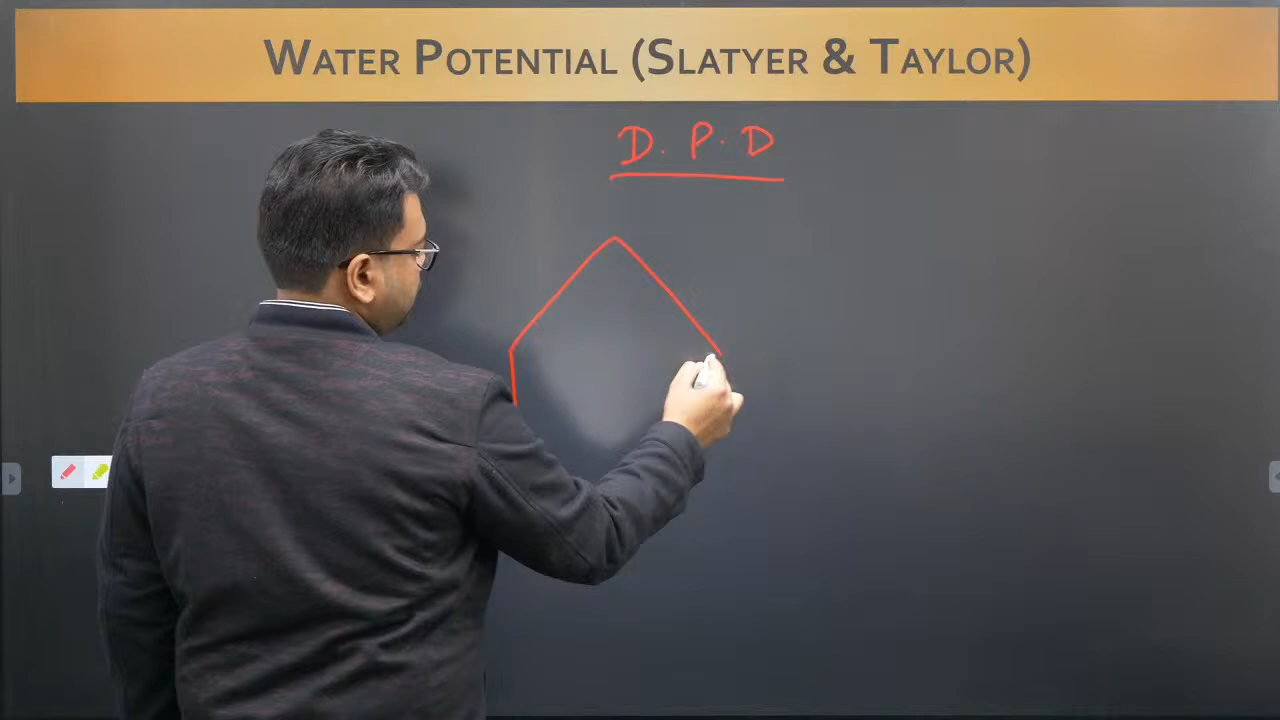 WATER POTENTIAL (SLATYER & TAYLOR)
D. P. D